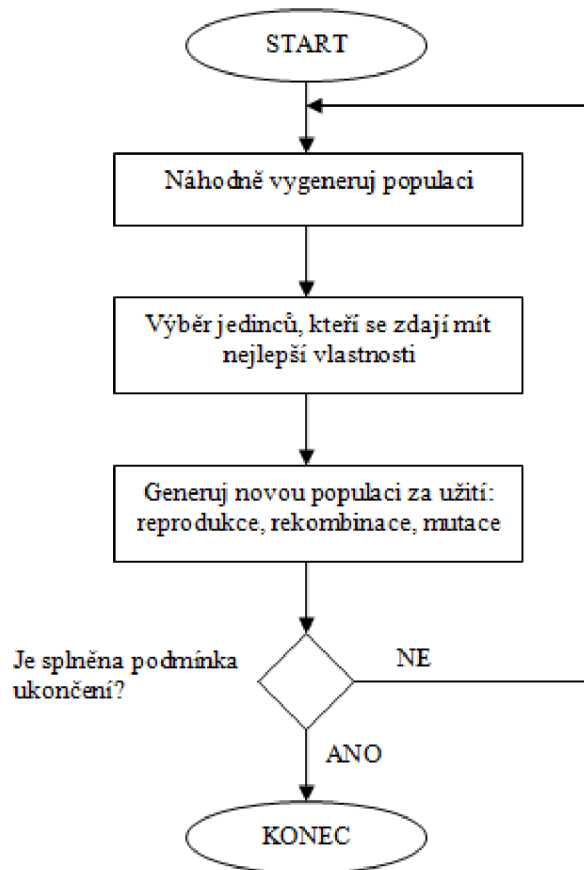 START
Náhodně vygeneruj populaci
Výběr jedinců, kteří se zdají mít
nejlepší vlastnosti
Generuj novou populaci za užití:
reprodukce, rekombinace, mutace
Je splněna podmínka
ukončení?
NE
ANO
KONEC